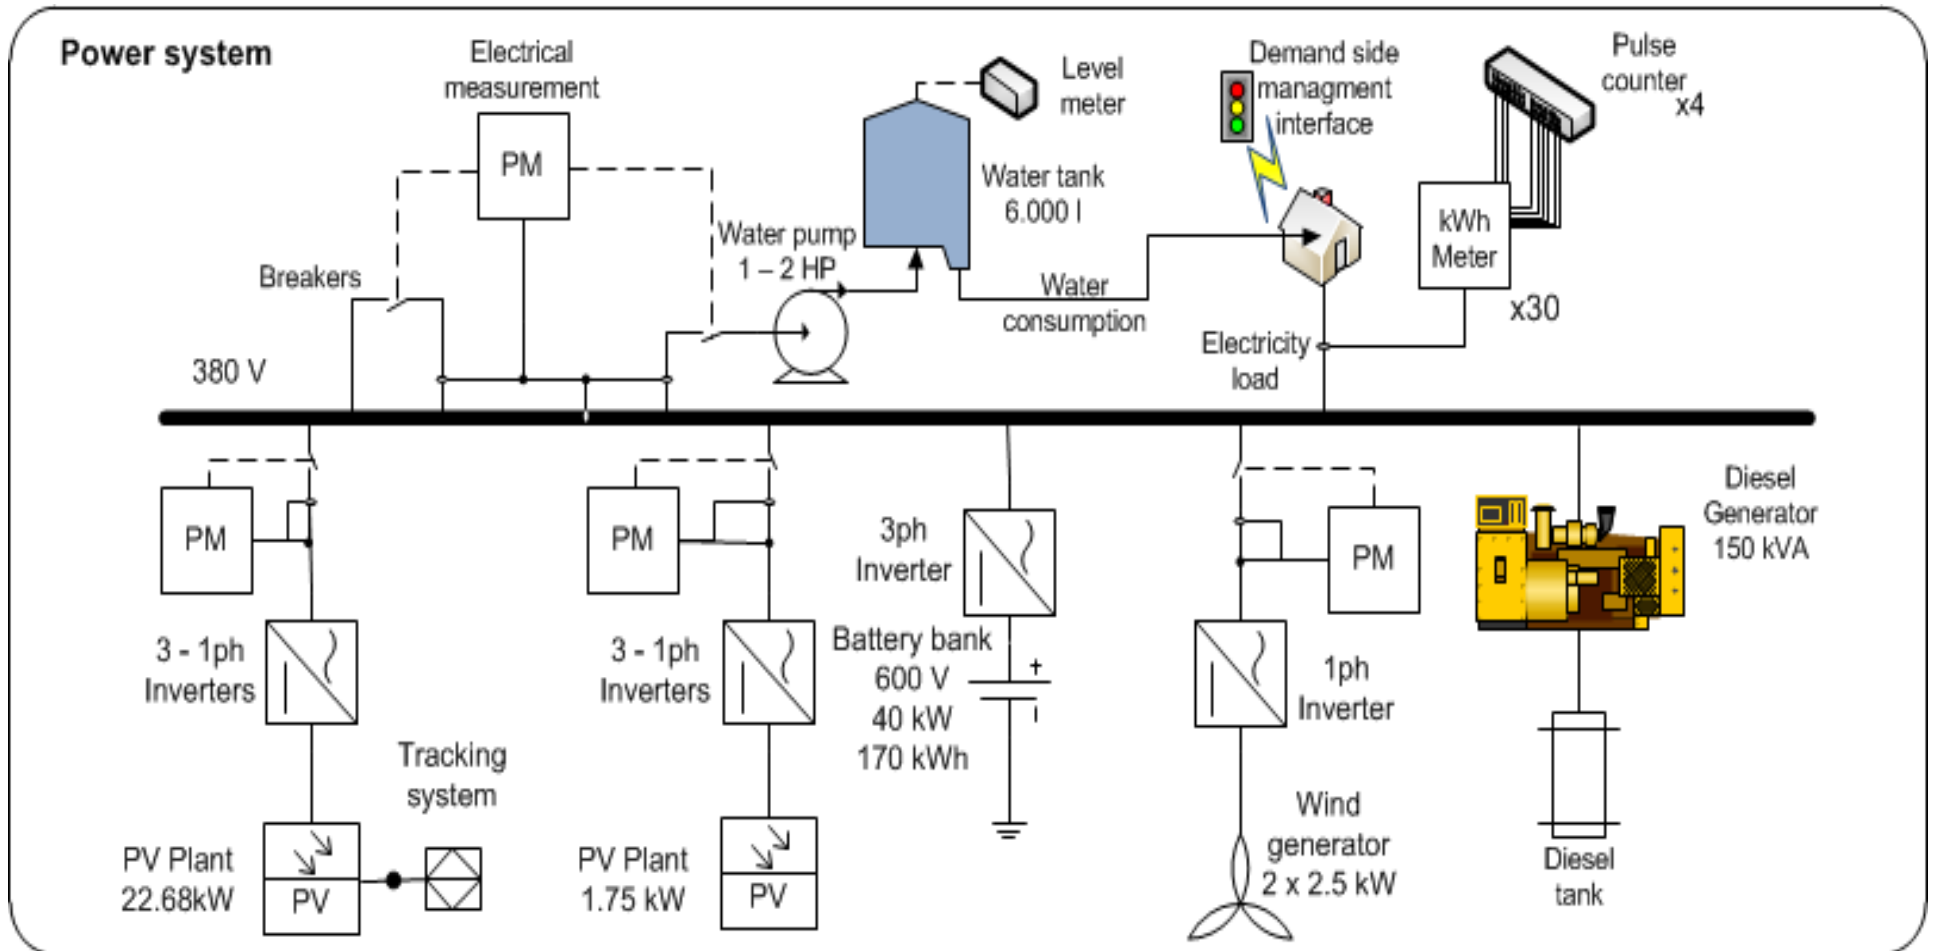 Power system
Electrical
measurement
PM
Breakers
380 V
Water pump
1 – 2 HP
Level
meter
Water tank
6.000 l
Water
consumption
Demand side
managment
interface
Pulse
counter
x4
kWh
Meter
x30
Electricity
load
PM
3 - 1ph
Inverters
Tracking
system
PV Plant
22.68kW
PV
PM
3 - 1ph
Inverters
PV Plant
1.75 kW
PV
3ph
Inverter
Battery bank
600 V
40 kW
170 kWh
+
PM
1ph
Inverter
Wind
generator
2 x 2.5 kW
Diesel
Generator
150 kVA
Diesel
tank